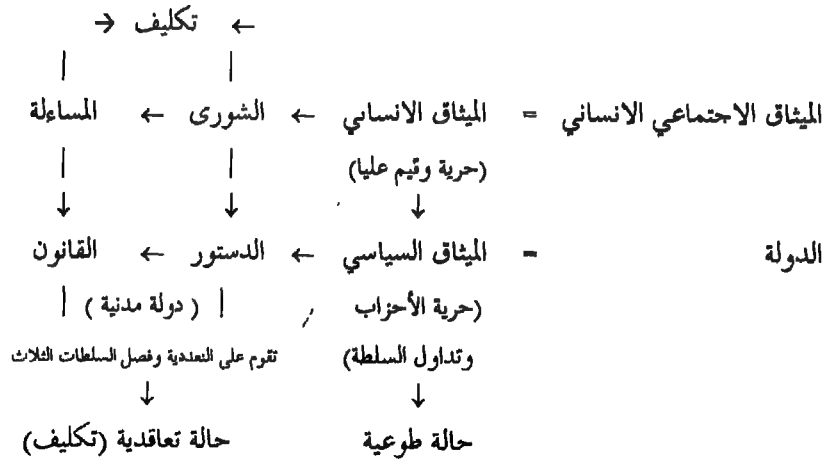 ← تكليف →
الميثاق الاجتماعي الانساني = الميثاق الانساني ← الشورى ← المساءلة
(حرية وقيم عليا)
الدولة = الميثاق السياسي ← الدستور ← القانون
(حرية الأحزاب ( دولة مدنية )
وتداول السلطة) تقوم على التعددية وفصل السلطات الثلاث
حالة طوعية حالة تعاقدية (تكليف)